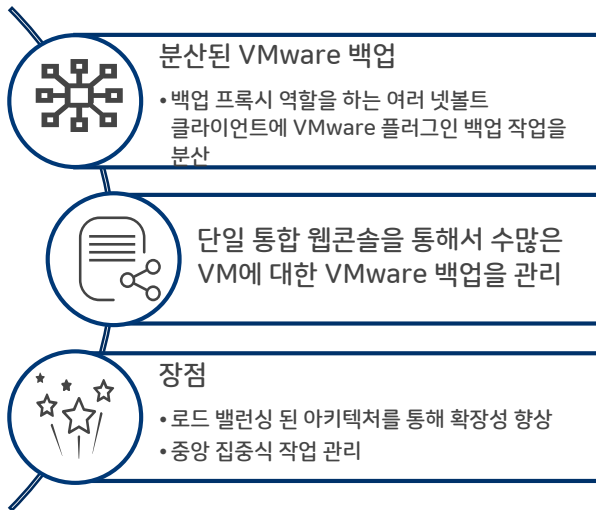 분산된 VMware 백업
•백업 프록시 역할을 하는 여러 넷볼트
클라이언트에 VMware 플러그인 백업 작업을
분산
단일 통합 웹콘솔을 통해서 수많은
VM에 대한 VMware 백업을 관리
장점
•로드 밸런싱 된 아키텍처를 통해 확장성 향상
•중앙 집중식 작업 관리